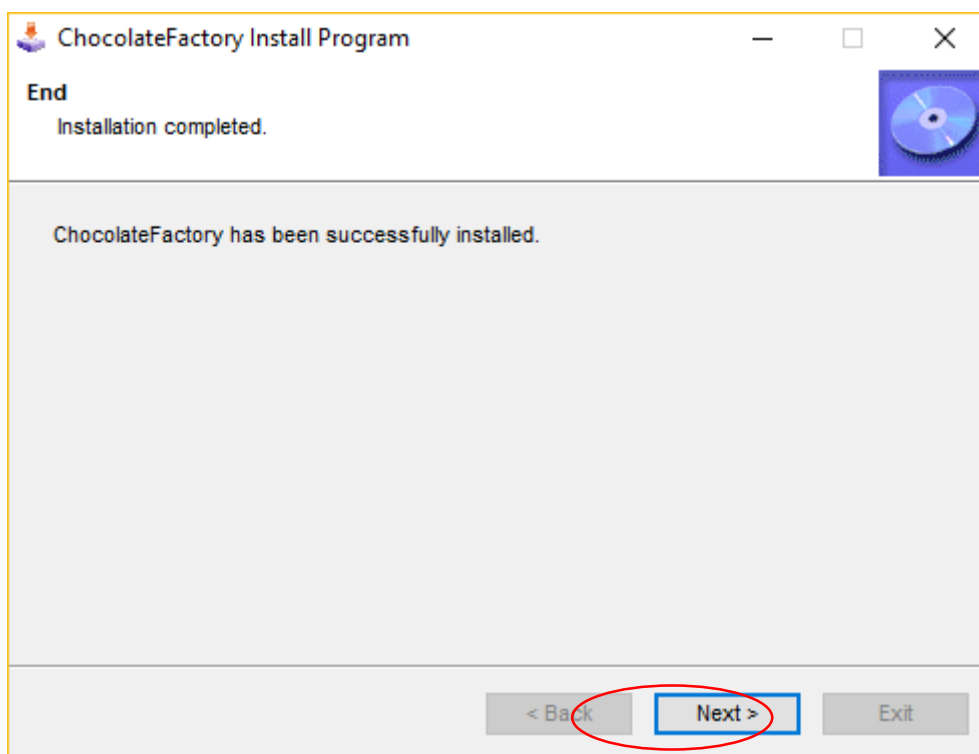 ChocolateFactory Install Program
End
Installation completed.
ChocolateFactory has been successfully installed.
< Back Next > Exit